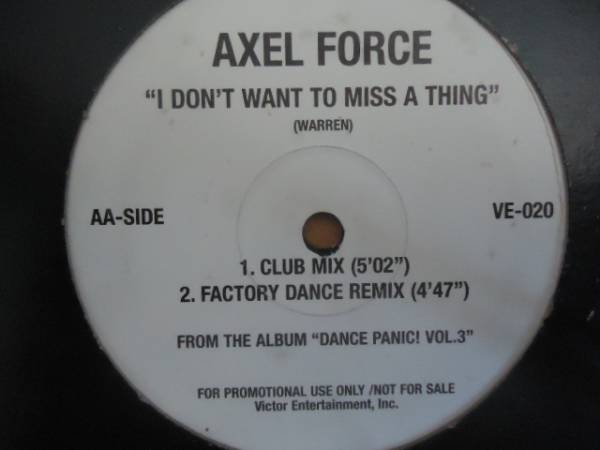 AXEL FORCE
“I DON'T WANT TO MISS A THING”
(WARREN)
AA-SIDE
VE-020
1. CLUB MIX (5'02”)
2. FACTORY DANCE REMIX (4'47”)
FROM THE ALBUM “DANCE PANIC! VOL.3”
FOR PROMOTIONAL USE ONLY /NOT FOR SALE
Victor Entertainment, Inc.